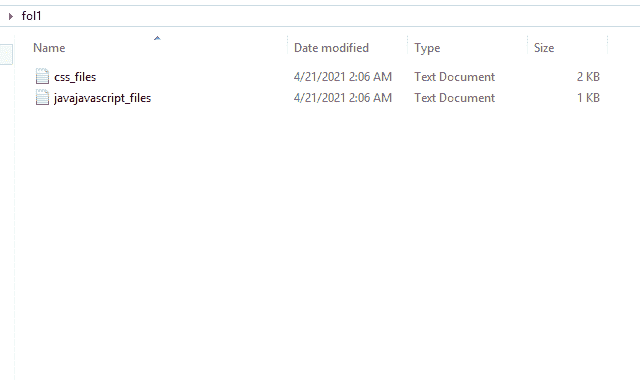 fol1
Name Date modified Type Size
css_files 4/21/2021 2:06 AM Text Document 2 KB
javajavascript_files 4/21/2021 2:06 AM Text Document 1 KB